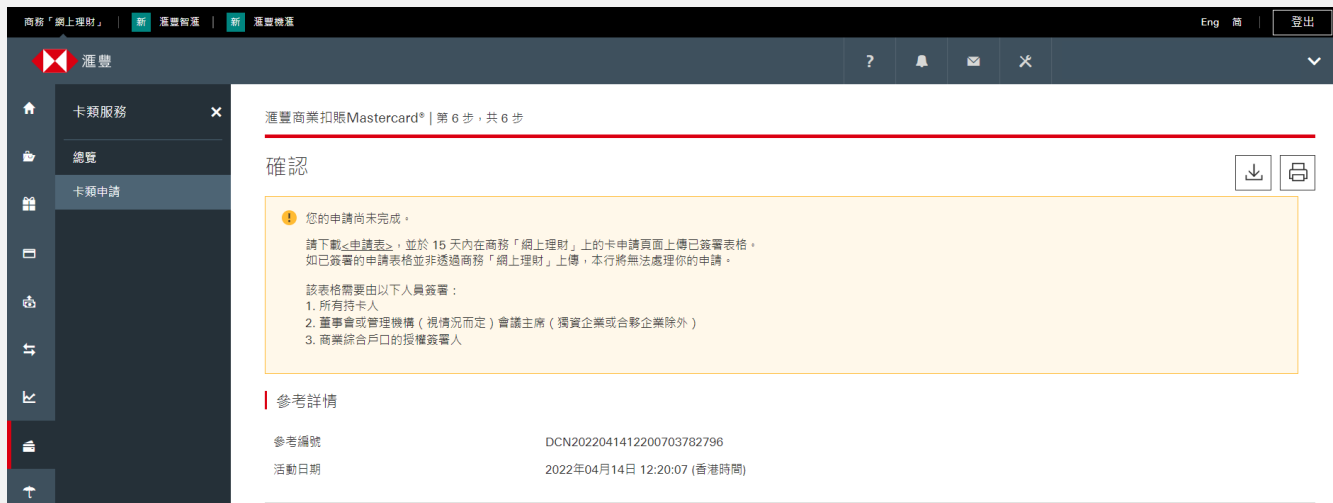 商務「網上理財」 | 新 滙豐智滙 | 新 滙豐機滙
Eng 简 | 登出
滙豐
?
卡類服務
總覽
卡類申請
滙豐商業扣賬Mastercard® | 第 6 步，共 6 步
確認
您的申請尚未完成。
請下載<申請表>，並於 15 天內在商務「網上理財」上的卡申請頁面上傳已簽署表格。
如已簽署的申請表格並非透過商務「網上理財」上傳，本行將無法處理你的申請。
該表格需要由以下人員簽署：
1. 所有持卡人
2. 董事會或管理機構 ( 視情況而定 ) 會議主席 ( 獨資企業或合夥企業除外 )
3. 商業綜合戶口的授權簽署人
參考詳情
參考編號 DCN2022041412200703782796
活動日期 2022年04月14日 12:20:07 (香港時間)